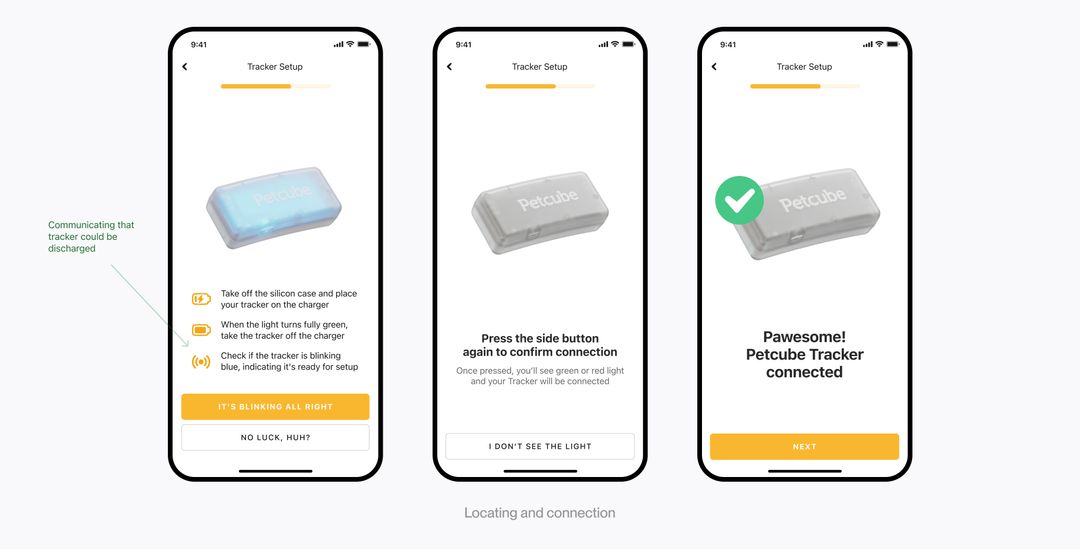 Communicating that
tracker could be
discharged
9:41
Tracker Setup
Petcube
Take off the silicon case and place
your tracker on the charger
When the light turns fully green,
take the tracker off the charger
Check if the tracker is blinking
blue, indicating it's ready for setup
IT'S BLINKING ALL RIGHT
NO LUCK, HUH?
9:41
Tracker Setup
Petcube
Press the side button
again to confirm connection
Once pressed, you'll see green or red light
and your Tracker will be connected
I DON'T SEE THE LIGHT
9:41
Tracker Setup
Petcube
Pawesome!
Petcube Tracker
connected
NEXT
Locating and connection